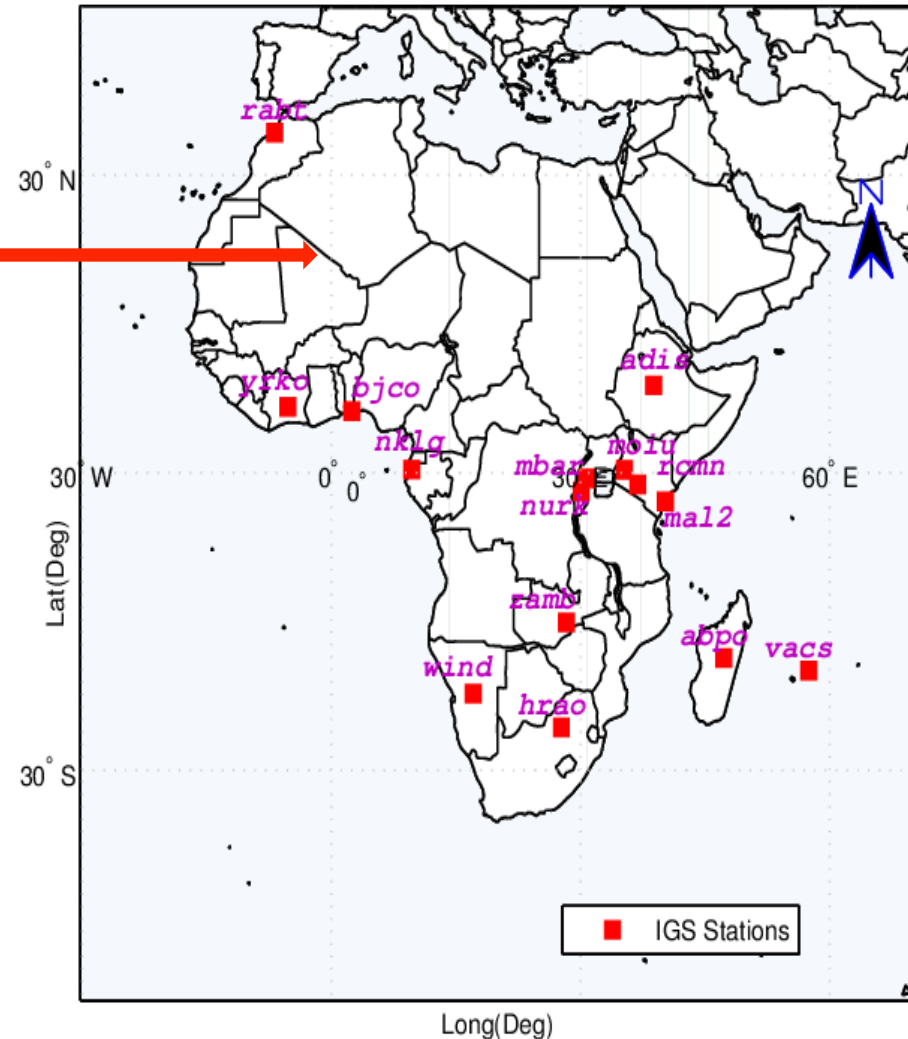 rabt
30° N
N
adis
yrko
bjco
nklg
moiu
mbar
rcmn
30° W
0°
0°
30°
60° E
nurk
mal2
Lat(Deg)
zamb
abpo
vacs
wind
hrao
30° S
IGS Stations
Long(Deg)